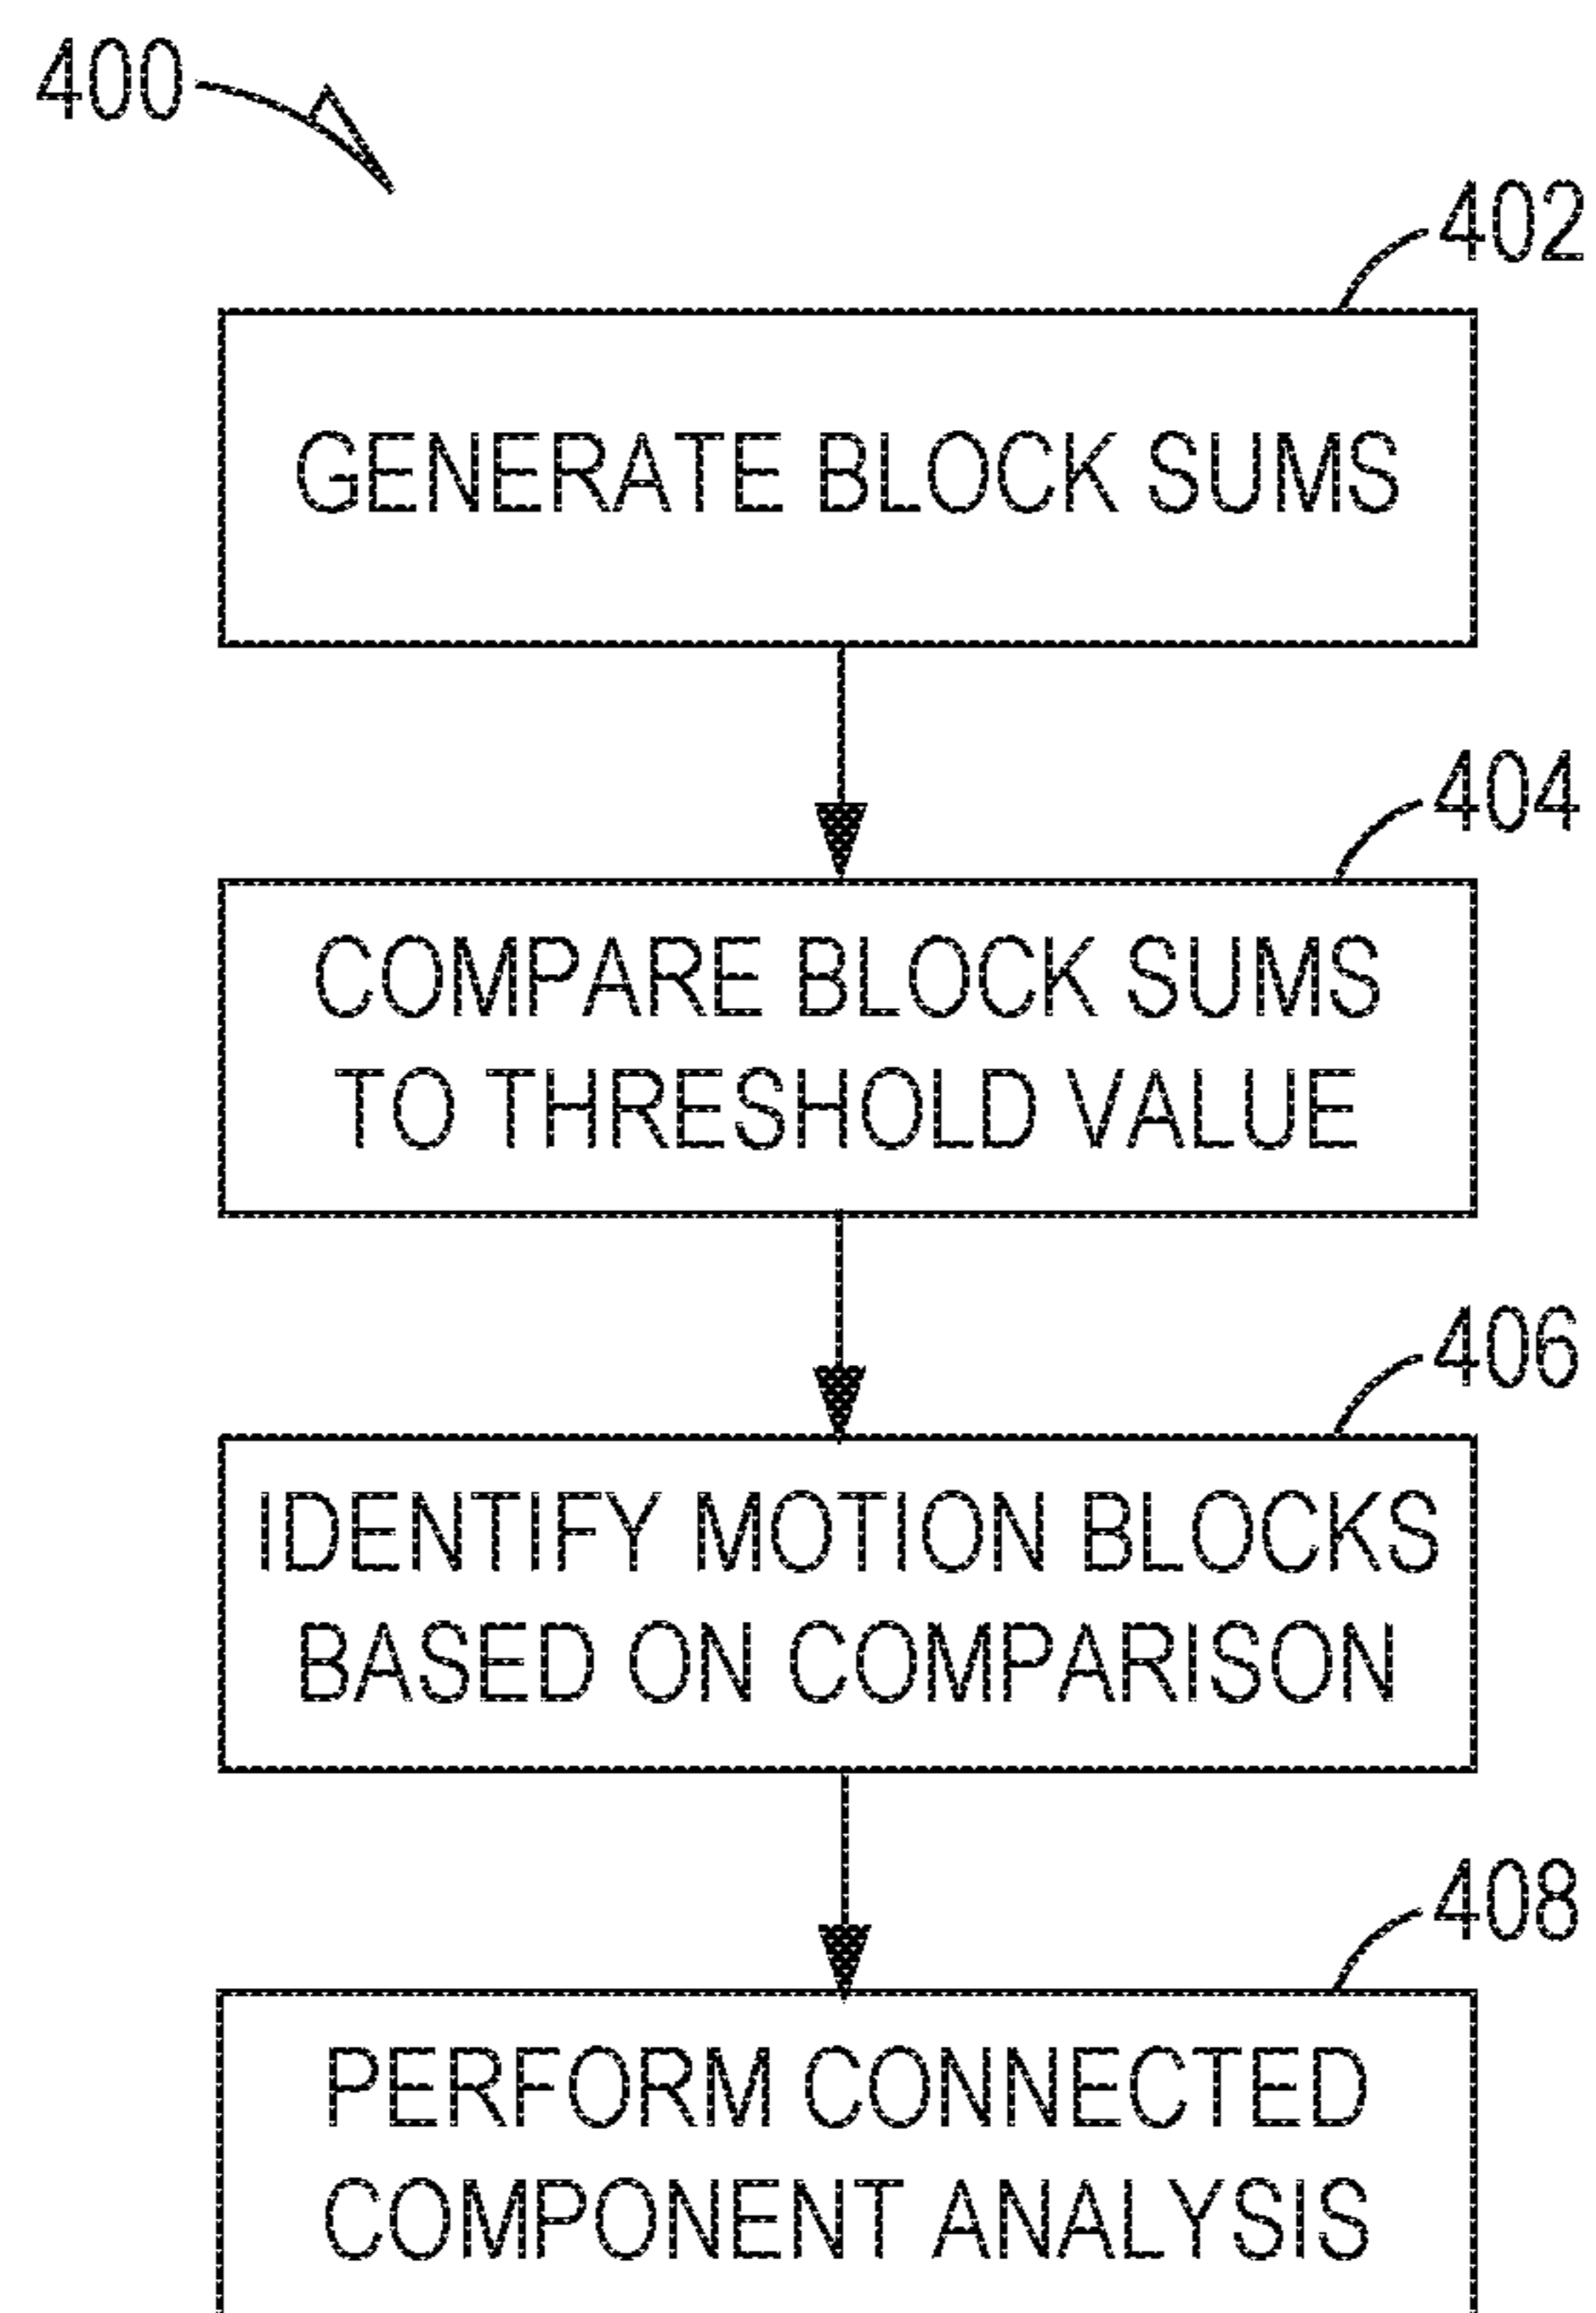 400
402
GENERATE BLOCK SUMS
404
COMPARE BLOCK SUMS
TO THRESHOLD VALUE
406
IDENTIFY MOTION BLOCKS
BASED ON COMPARISON
408
PERFORM CONNECTED
COMPONENT ANALYSIS